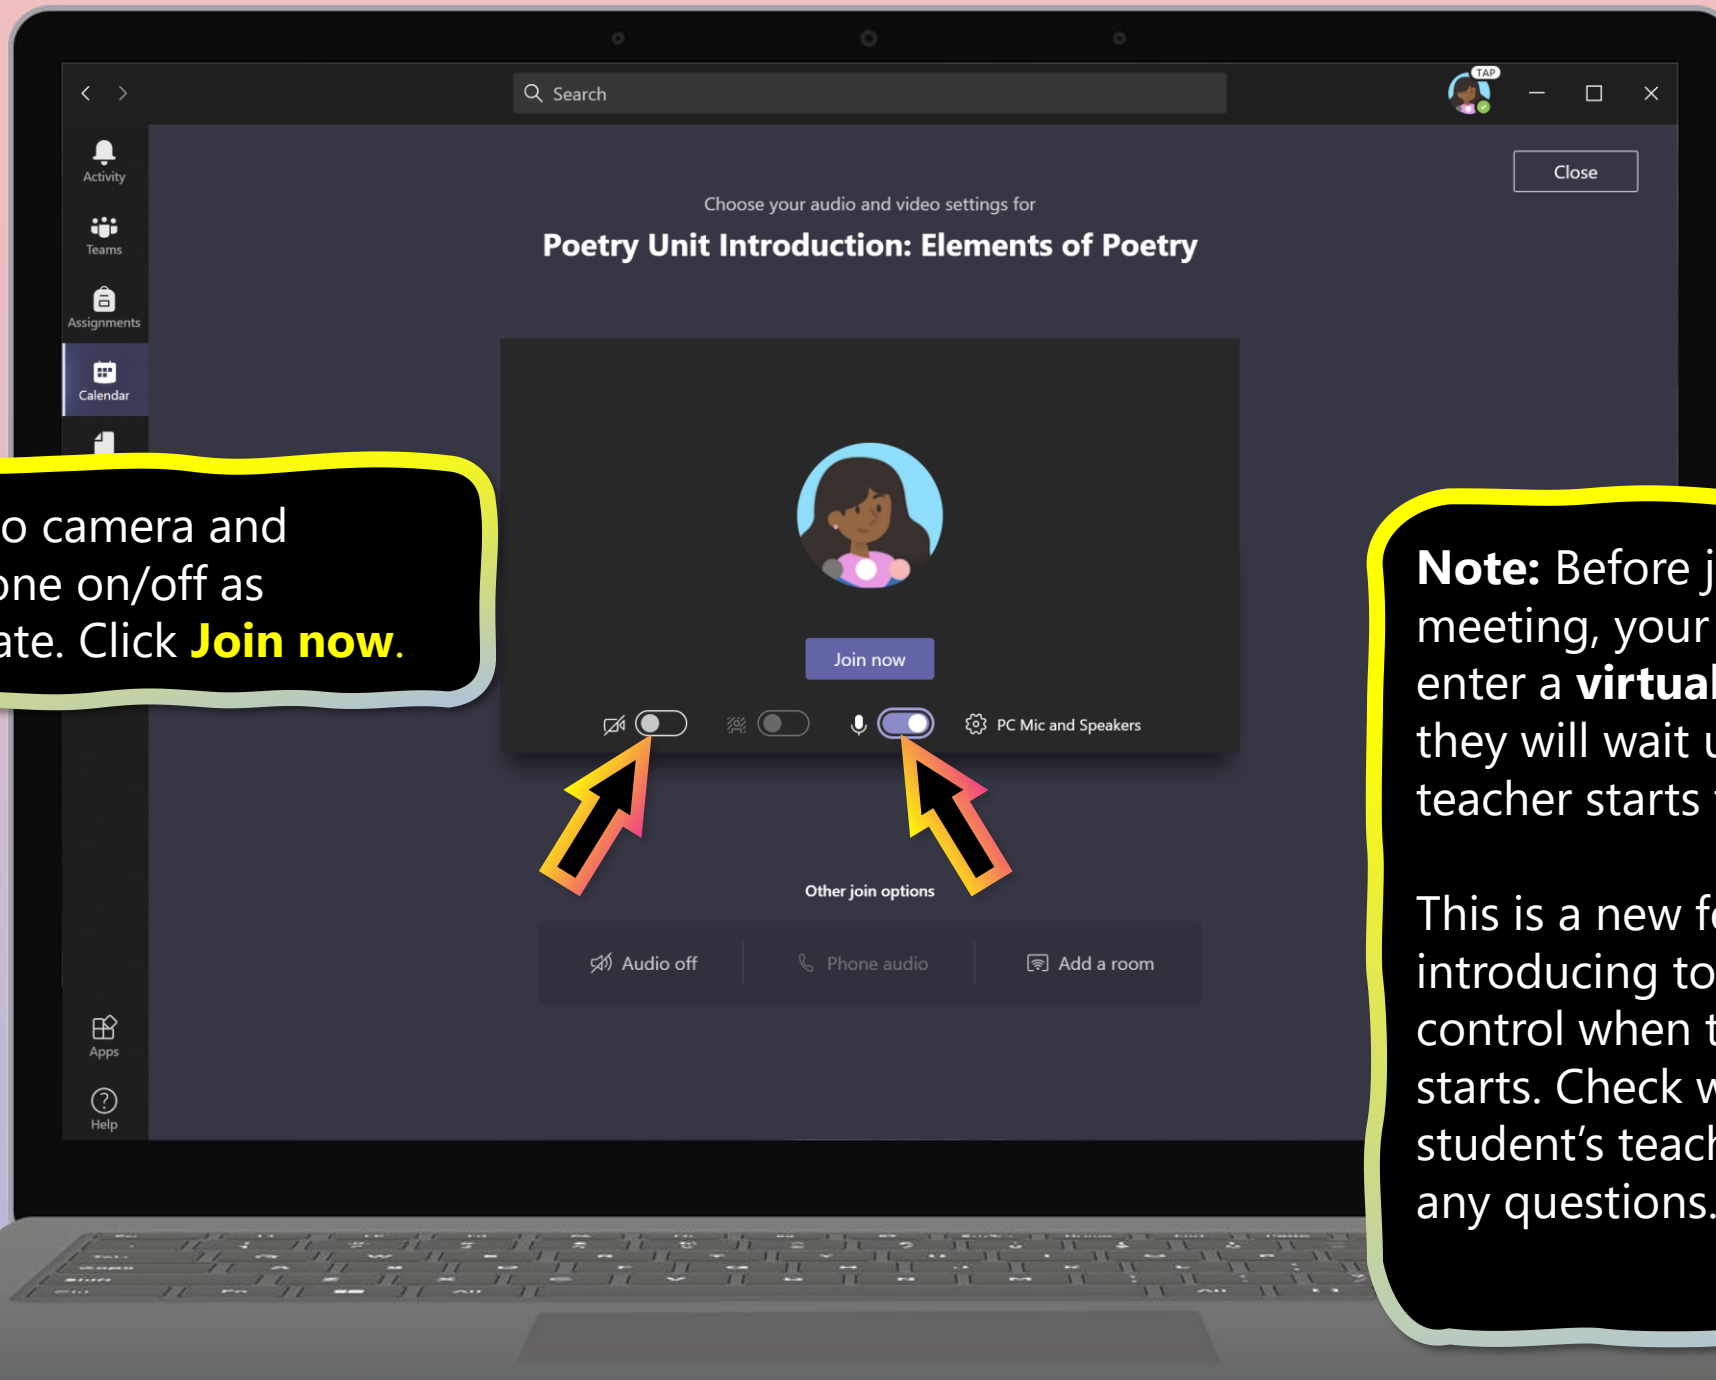 Search
TAP
Activity
Teams
Assignments
Calendar
Apps
Help
Close
Choose your audio and video settings for
Poetry Unit Introduction: Elements of Poetry
Join now
PC Mic and Speakers
Other join options
Audio off
Phone audio
Add a room
o camera and
one on/off as
ate. Click Join now.
Note: Before j
meeting, your
enter a virtual
they will wait u
teacher starts t
This is a new fe
introducing to
control when t
starts. Check w
student's teach
any questions.